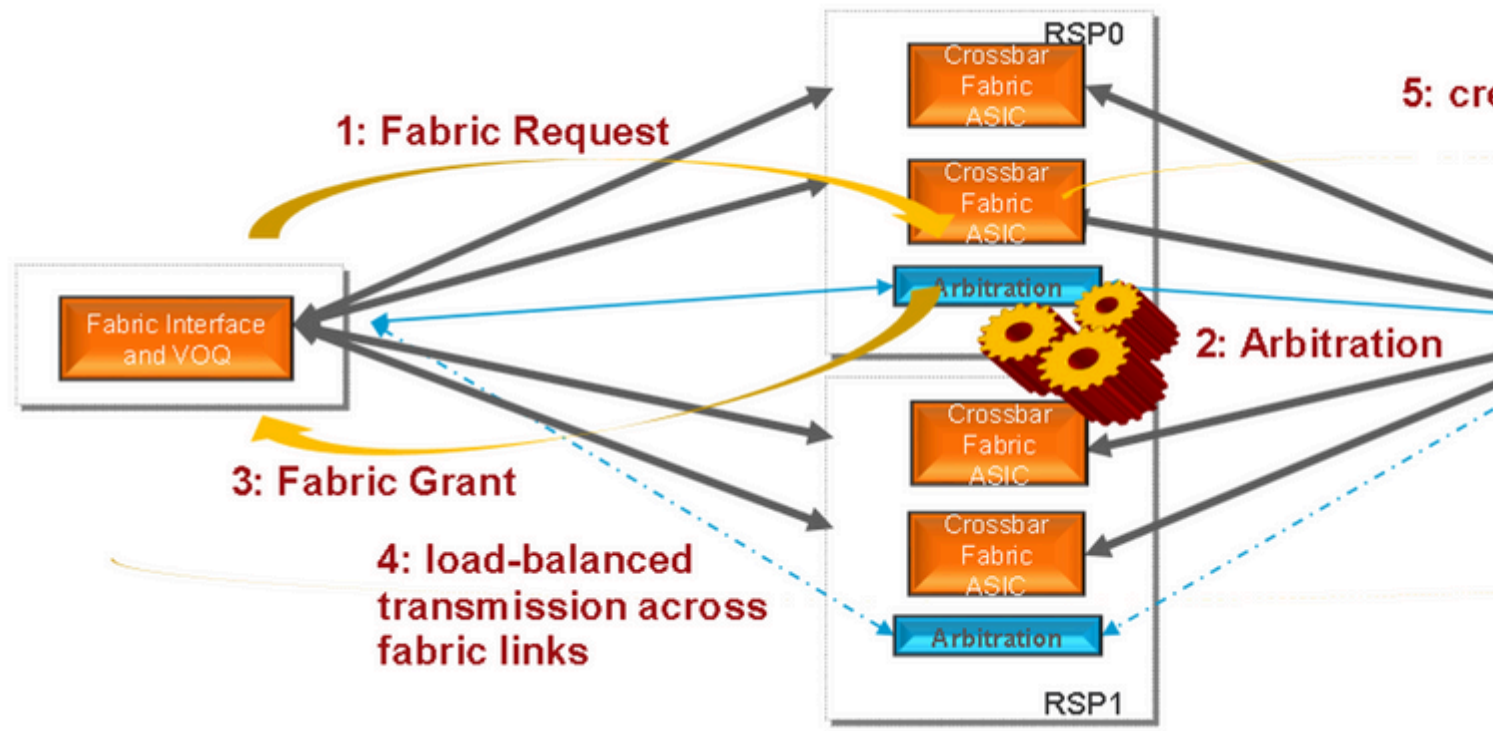 RSP0
Crossbar
Fabric
ASIC
5: cre
1: Fabric Request
Crossbar
Fabric
ASIC
Arbitration
Fabric Interface
and VOQ
2: Arbitration
Crossbar
Fabric
ASIC
3: Fabric Grant
Crossbar
Fabric
ASIC
4: load-balanced
transmission across
fabric links
Arbitration
RSP1